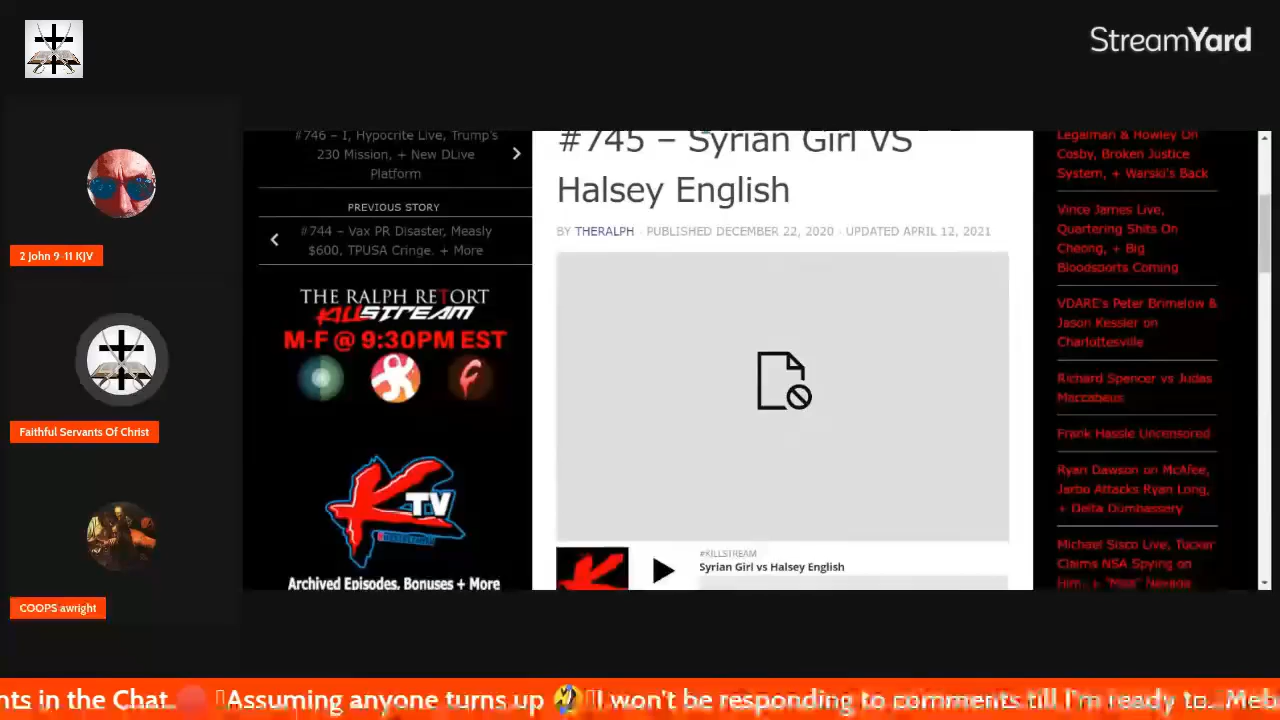 StreamYard
2 John 9-11 KJV
Faithful Servants Of Christ
COOPS awright
#746 – I, Hypocrite Live, Trump's
230 Mission, + New DLive
Platform
PREVIOUS STORY
#744 – Vax PR Disaster, Measly
$600, TPUSA Cringe. + More
THE RALPH RETORT
KILLSTREAM
M-F @ 9:30PM EST
KTV
Archived Episodes, Bonuses + More
#745 – Syrian Girl VS
Halsey English
BY THERALPH · PUBLISHED DECEMBER 22, 2020 · UPDATED APRIL 12, 2021
#KILLSTREAM
Syrian Girl vs Halsey English
Legalman & Howley On
Cosby, Broken Justice
System, + Warski's Back
Vince James Live,
Quartering Shits On
Cheong, + Big
Bloodsports Coming
VDARE's Peter Brimelow &
Jason Kessler on
Charlottesville
Richard Spencer vs Judas
Maccabeus
Frank Hassle Uncensored
Ryan Dawson on McAfee,
Jarbo Attacks Ryan Long,
+ Delta Dumbassery
Michael Sisco Live, Tucker
Claims NSA Spying on
Him, +
nts in the Chat. Assuming anyone turns up 🤣 I won't be responding to comments till I'm ready to... Meb